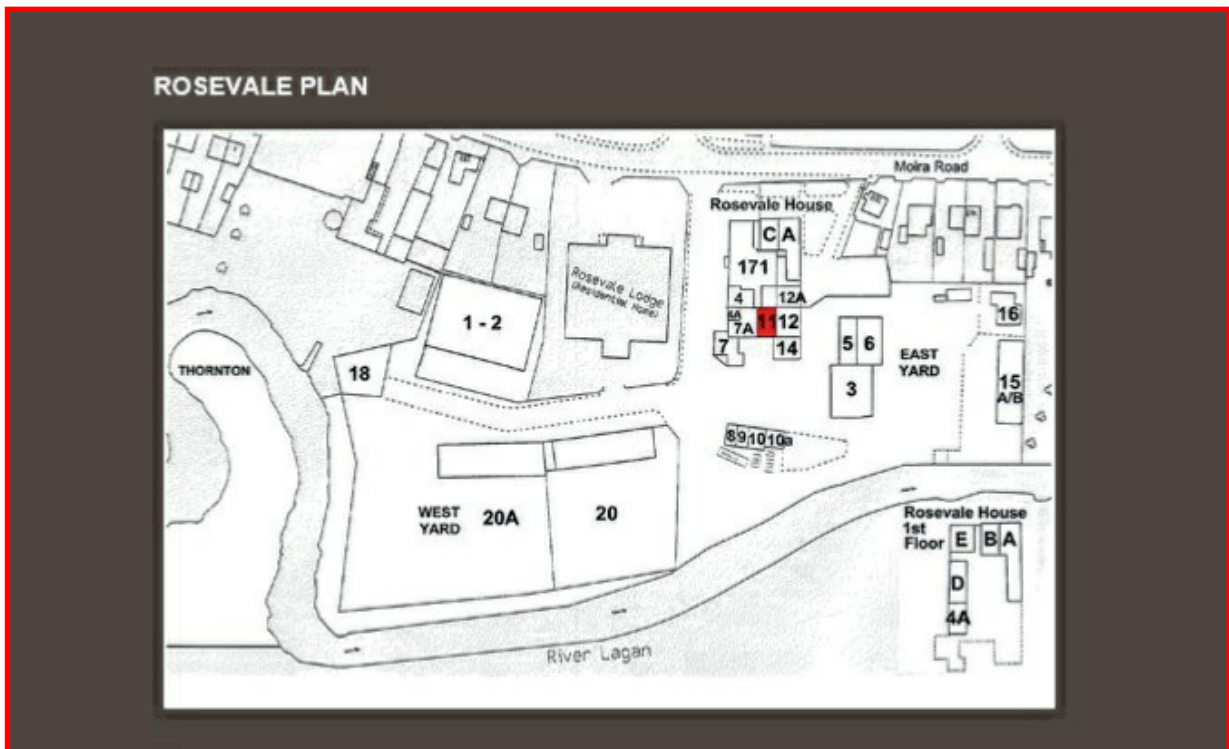 ROSEVALE PLAN
Moira Road
Rosevale House
C A
171
4
12A
6A
7A
11
12
7
14
Rosevale Lodge
(Residential Home)
1 - 2
18
THORNTON
5 6
3
EAST
YARD
16
15
A/B
8 9 10 10a
WEST
YARD
20A
20
River Lagan
Rosevale House
1st
Floor
E B A
D
4A